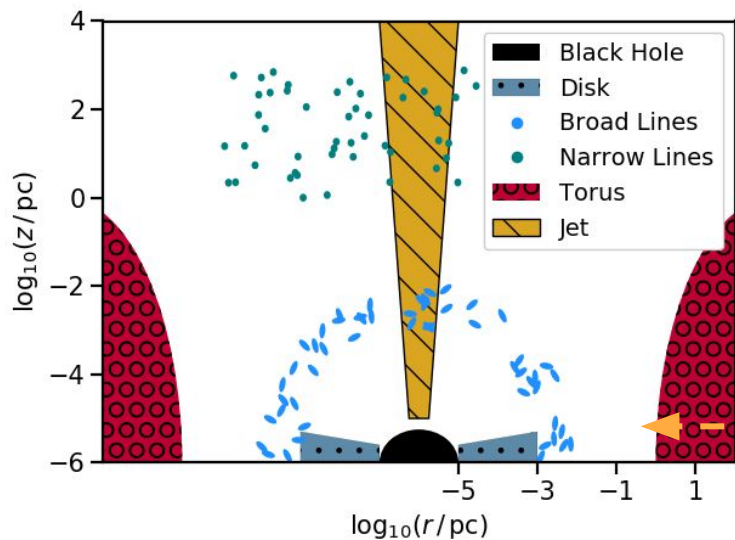 4
2
0
−2
−4
−6
log₁₀(z/pc)
−5
−3
−1
1
log₁₀(r/pc)
Black Hole
Disk
Broad Lines
Narrow Lines
Torus
Jet